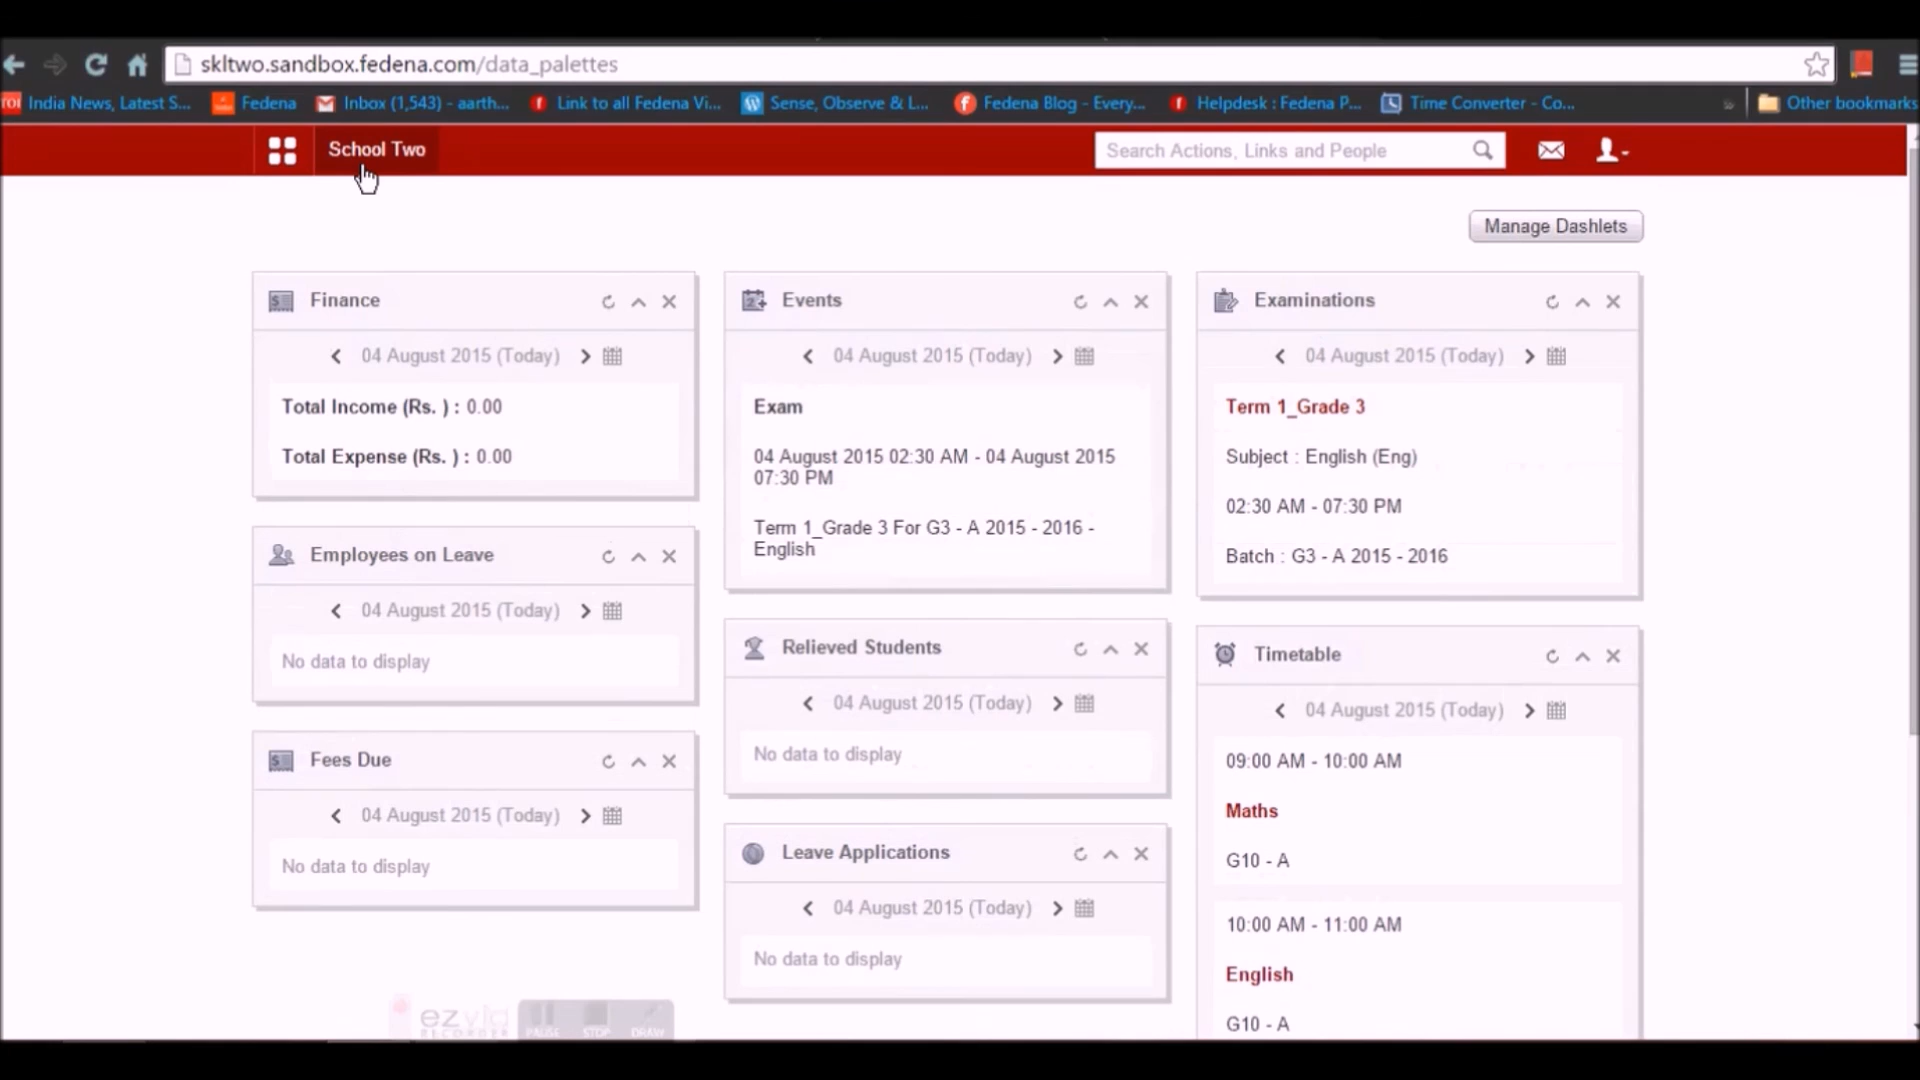 skltwo.sandbox.fedena.com/data_palettes
India News, Latest S...
Fedena
Inbox (1,543) - aarth...
Link to all Fedena Vi...
Sense, Observe & L...
Fedena Blog - Every...
Helpdesk : Fedena P...
Time Converter - Co...
»
Other bookmarks
School Two
Search Actions, Links and People
Manage Dashlets
Finance
04 August 2015 (Today)
Total Income (Rs. ) : 0.00
Total Expense (Rs. ) : 0.00
Employees on Leave
04 August 2015 (Today)
No data to display
Fees Due
04 August 2015 (Today)
No data to display
Events
04 August 2015 (Today)
Exam
04 August 2015 02:30 AM - 04 August 2015
07:30 PM
Term 1_Grade 3 For G3 - A 2015 - 2016 -
English
Relieved Students
04 August 2015 (Today)
No data to display
Leave Applications
04 August 2015 (Today)
No data to display
Examinations
04 August 2015 (Today)
Term 1_Grade 3
Subject : English (Eng)
02:30 AM - 07:30 PM
Batch : G3 - A 2015 - 2016
Timetable
04 August 2015 (Today)
09:00 AM - 10:00 AM
Maths
G10 - A
10:00 AM - 11:00 AM
English
G10 - A
ezvid
RECORDER
PAUSE
STOP
DRAW